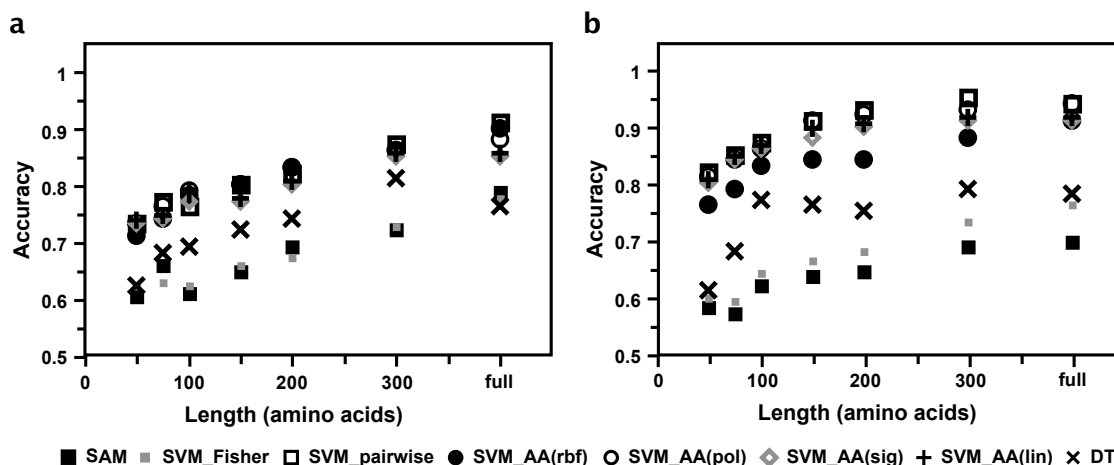 a
1
0.9
0.8
0.7
0.6
0.5
Accuracy
0
100
200
300
full
Length (amino acids)
b
1
0.9
0.8
0.7
0.6
0.5
Accuracy
0
100
200
300
full
Length (amino acids)
SAM SVM_Fisher SVM_pairwise SVM_AA(rbf) SVM_AA(pol) SVM_AA(sig) SVM_AA(lin) DT